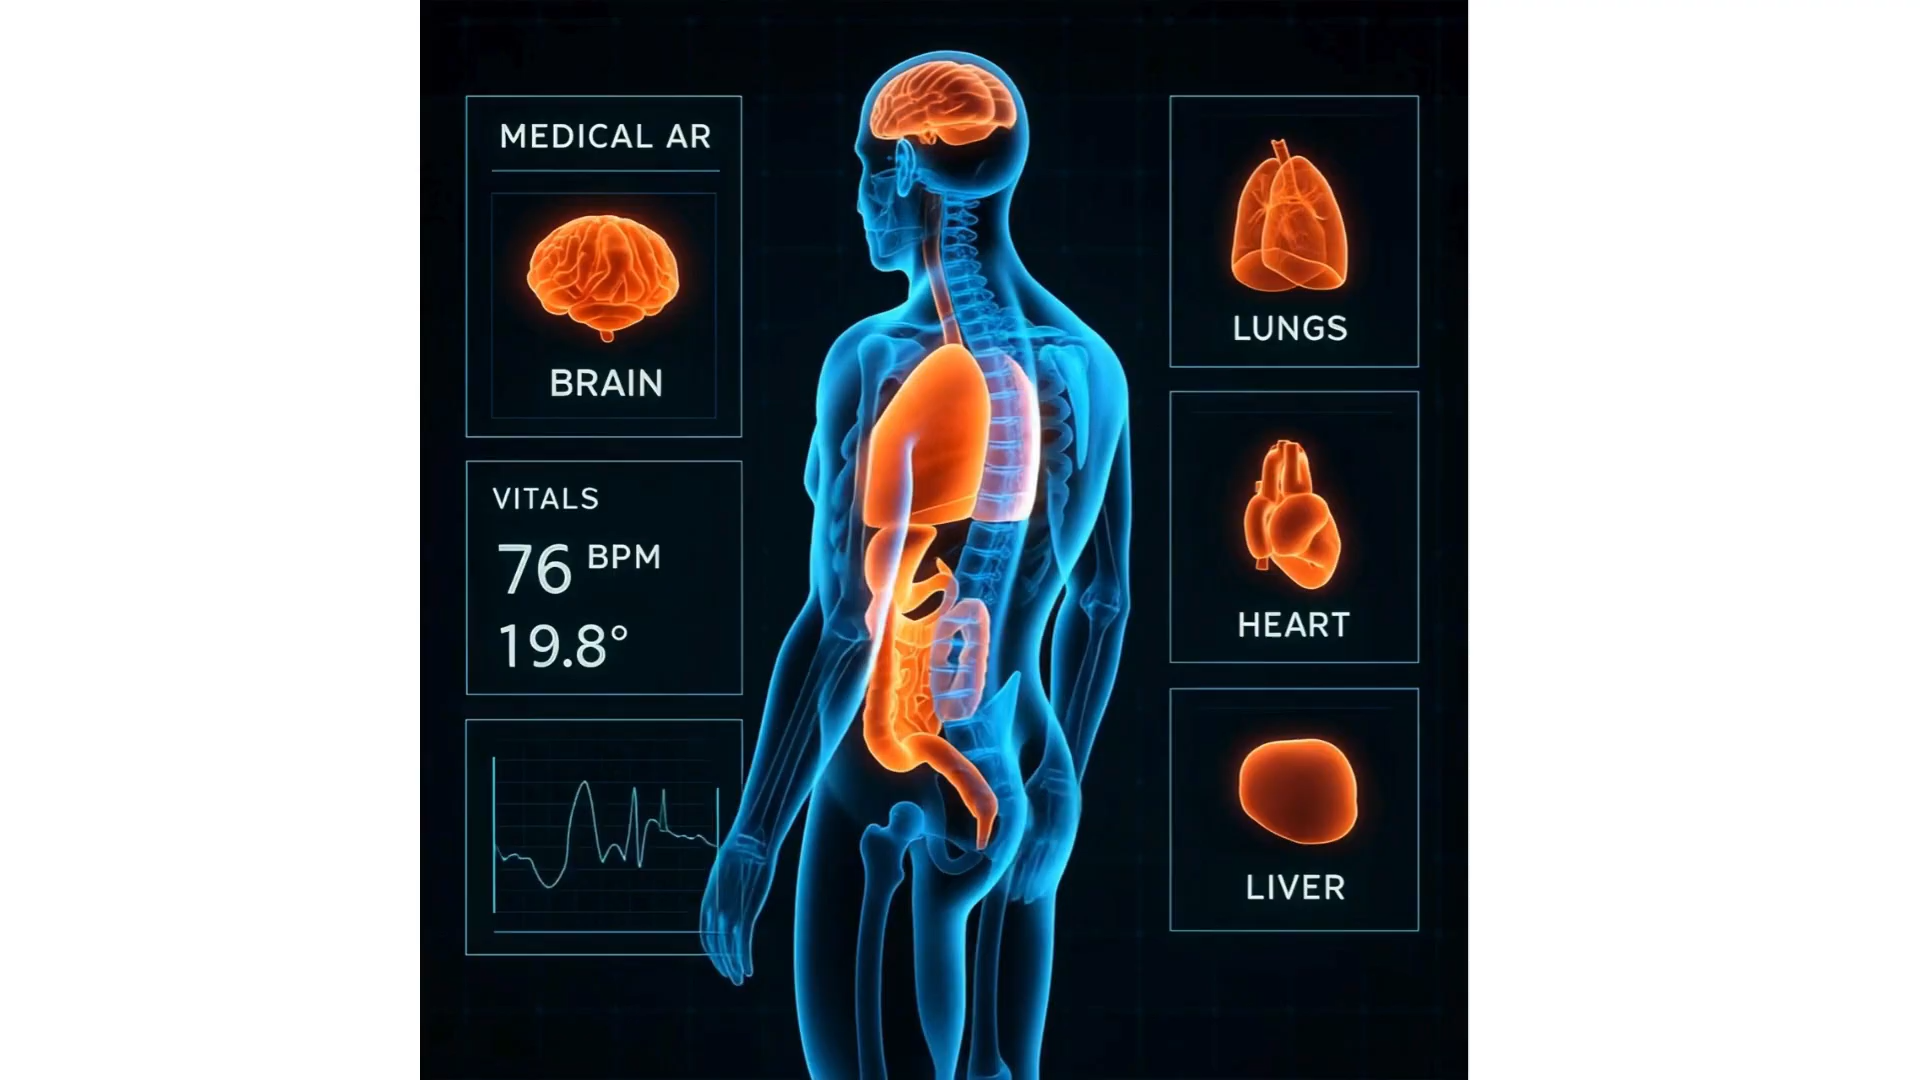 MEDICAL AR
BRAIN
VITALS
76 BPM
19.8°
LUNGS
HEART
LIVER